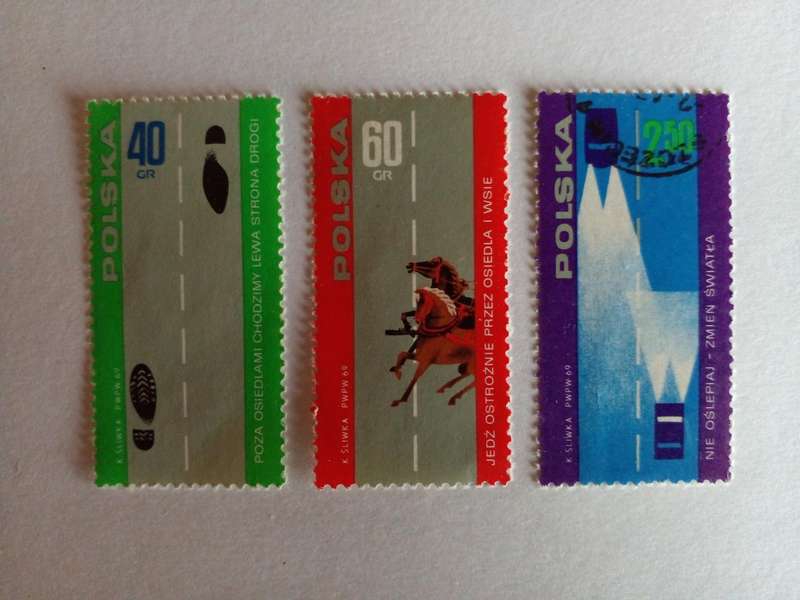 POLSKA
40
GR
POZA OSIEDLAMI CHODZIMY LEWĄ STRONĄ DROGI
K. ŚLIWKA PWPW 69
POLSKA
60
GR
JEDŹ OSTROŻNIE PRZEZ OSIEDLA I WSIE
K. ŚLIWKA PWPW 69
POLSKA
2,50
NIE OŚLEPIAJ - ZMIEŃ ŚWIATŁA
K. ŚLIWKA PWPW 69